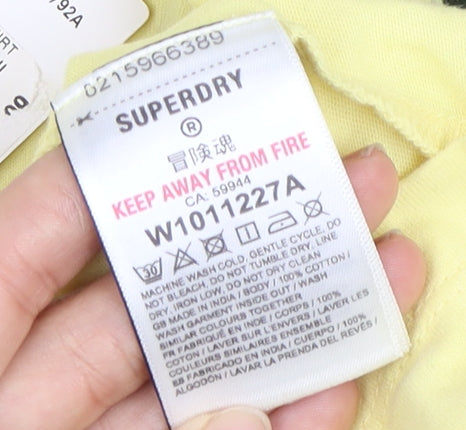 792A
0215966389
SUPERDRY
®
冒険魂
KEEP AWAY FROM FIRE
CA: 59944
W1011227A
30
MACHINE WASH COLD, GENTLE CYCLE, DO
NOT BLEACH, DO NOT TUMBLE DRY, LINE
DRY, IRON LOW, DO NOT DRY CLEAN
GB MADE IN INDIA / BODY / 100% COTTON /
WASH GARMENT INSIDE OUT / WASH
SIMILAR COLOURS TOGETHER
FR FABRIQUÉ EN INDE / CORPS / 100%
COTON / LAVER SUR L'ENVERS / LAVER LES
COULEURS SIMILAIRES ENSEMBLE
ES FABRICADO EN INDIA / CUERPO / 100%
ALGODÓN / LAVAR LA PRENDA DEL REVÉS /